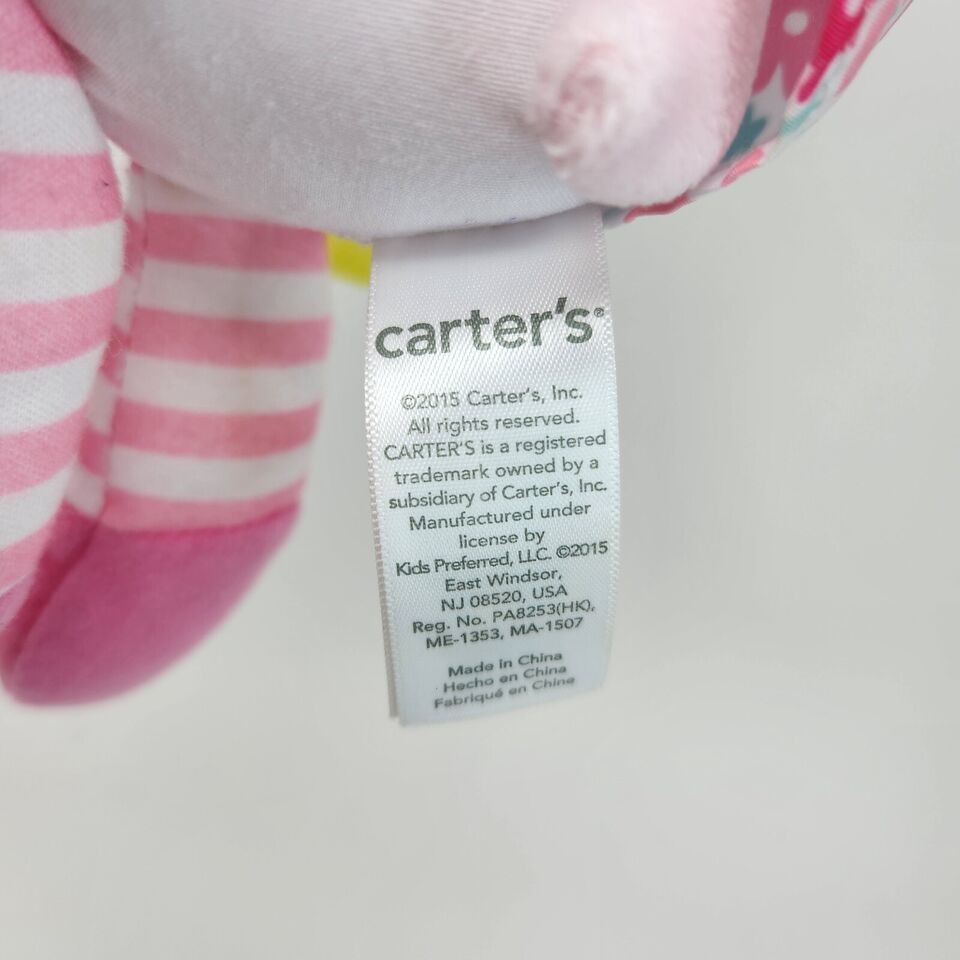 carter's®
©2015 Carter's, Inc.
All rights reserved.
CARTER'S is a registered
trademark owned by a
subsidiary of Carter's, Inc.
Manufactured under
license by
Kids Preferred, LLC. ©2015
East Windsor,
NJ 08520, USA
Reg. No. PA8253(HK),
ME-1353, MA-1507
Made in China
Hecho en China
Fabriqué en Chine